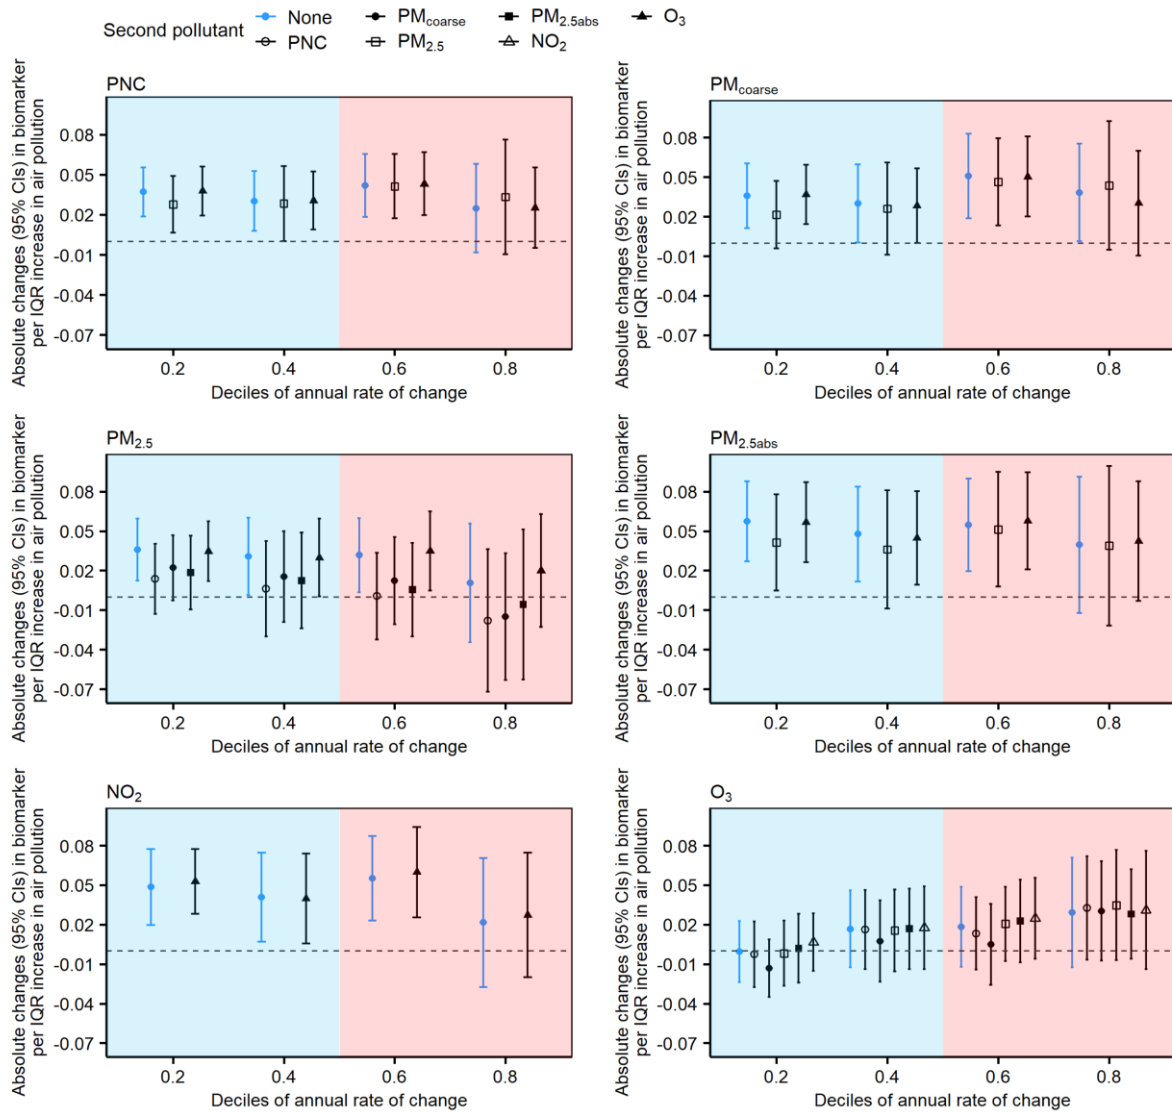 Second pollutant
None
PM_coarse
PM_2.5abs
O_3
PNC
PM_2.5
NO_2
PNC
Absolute changes (95% CIs) in biomarker
per IQR increase in air pollution
0.08
0.05
0.02
-0.01
-0.04
-0.07
0.2 0.4 0.6 0.8
Deciles of annual rate of change
PM_coarse
Absolute changes (95% CIs) in biomarker
per IQR increase in air pollution
0.08
0.05
0.02
-0.01
-0.04
-0.07
0.2 0.4 0.6 0.8
Deciles of annual rate of change
PM_2.5
Absolute changes (95% CIs) in biomarker
per IQR increase in air pollution
0.08
0.05
0.02
-0.01
-0.04
-0.07
0.2 0.4 0.6 0.8
Deciles of annual rate of change
PM_2.5abs
Absolute changes (95% CIs) in biomarker
per IQR increase in air pollution
0.08
0.05
0.02
-0.01
-0.04
-0.07
0.2 0.4 0.6 0.8
Deciles of annual rate of change
NO_2
Absolute changes (95% CIs) in biomarker
per IQR increase in air pollution
0.08
0.05
0.02
-0.01
-0.04
-0.07
0.2 0.4 0.6 0.8
Deciles of annual rate of change
O_3
Absolute changes (95% CIs) in biomarker
per IQR increase in air pollution
0.08
0.05
0.02
-0.01
-0.04
-0.07
0.2 0.4 0.6 0.8
Deciles of annual rate of change